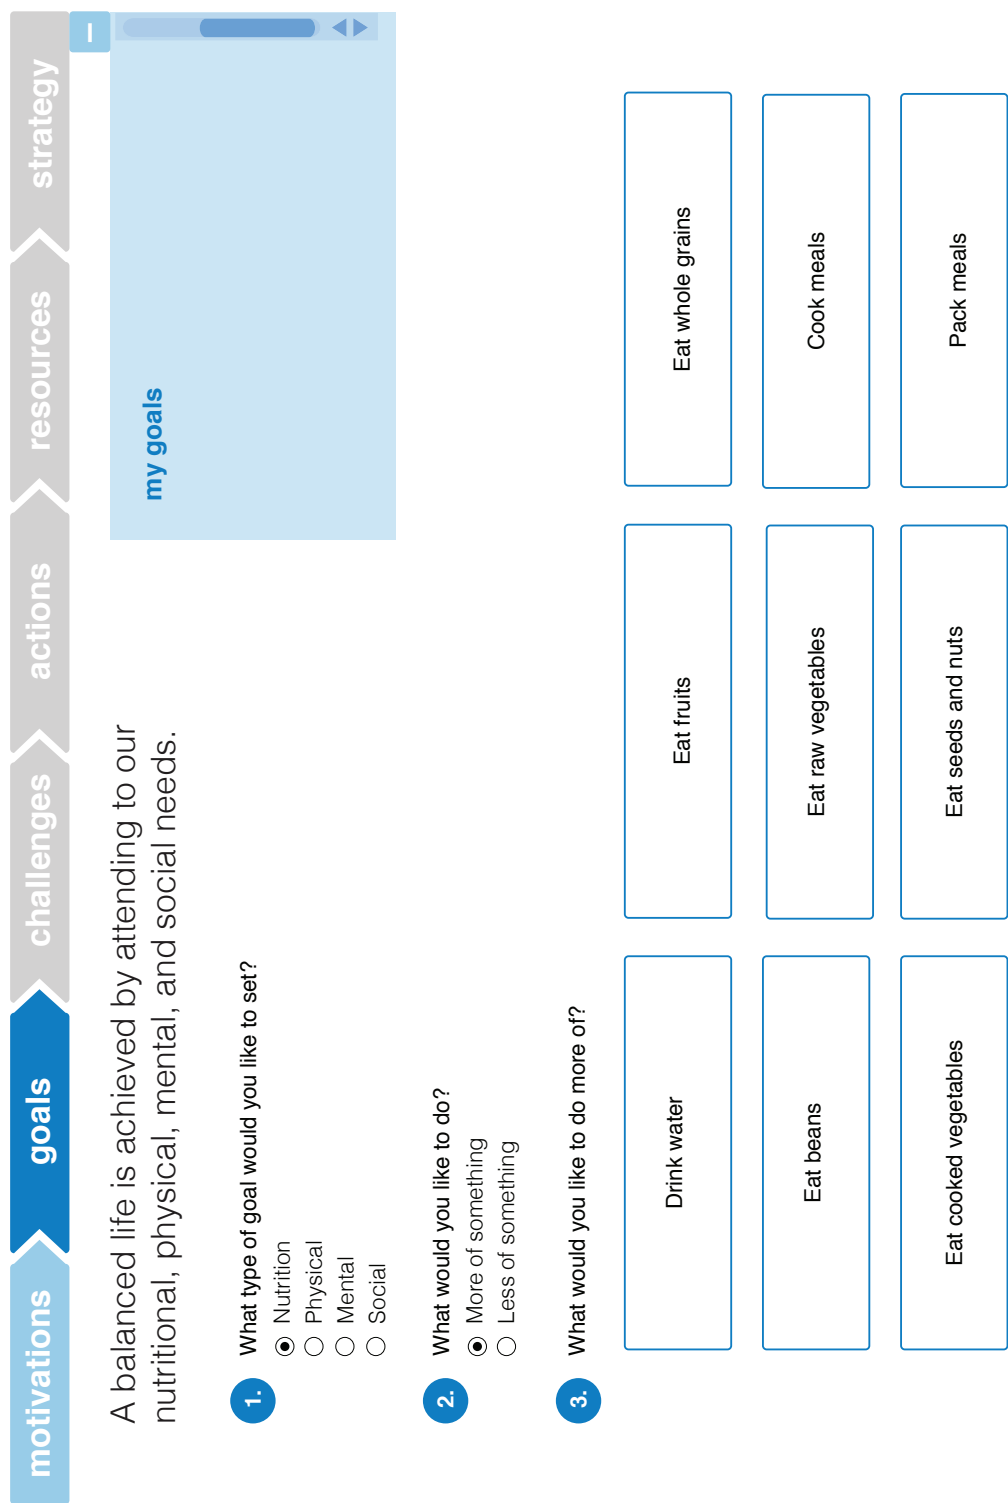 motivations
goals
challenges
actions
resources
strategy
–
A balanced life is achieved by attending to our
nutritional, physical, mental, and social needs.
my goals
1. What type of goal would you like to set?
Nutrition
Physical
Mental
Social
2. What would you like to do?
More of something
Less of something
3. What would you like to do more of?
Drink water
Eat fruits
Eat whole grains
Eat beans
Eat raw vegetables
Cook meals
Eat cooked vegetables
Eat seeds and nuts
Pack meals